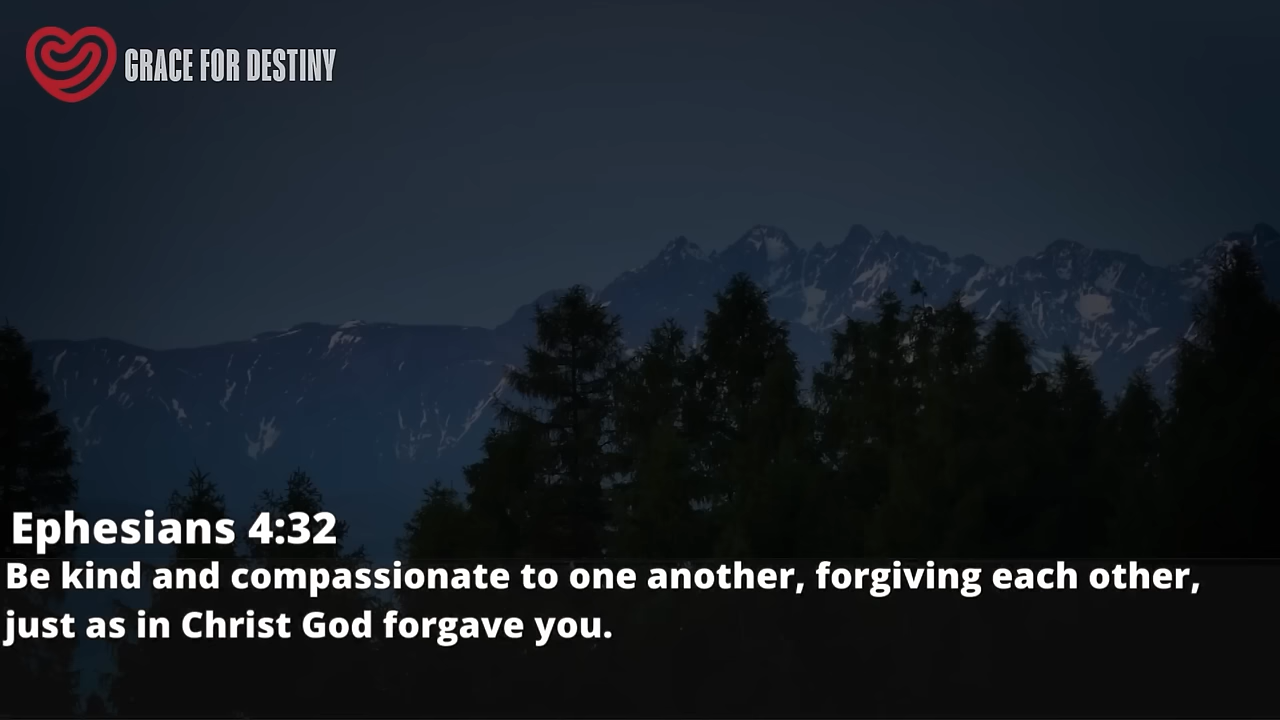 GRACE FOR DESTINY
Ephesians 4:32
Be kind and compassionate to one another, forgiving each other,
just as in Christ God forgave you.